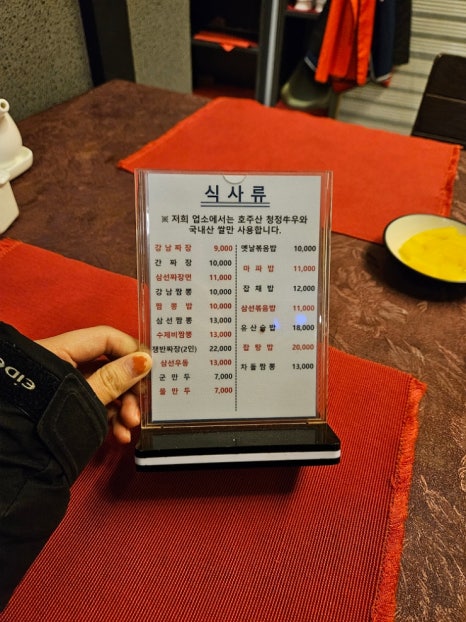 식사류
※ 저희 업소에서는 호주산 청정牛우와
국내산 쌀만 사용합니다.
강남짜장 9,000
간짜장 10,000
삼선짜장면 11,000
강남짬뽕 10,000
짬뽕밥 10,000
삼선짬뽕 13,000
수제비짬뽕 13,000
쟁반짜장(2인) 22,000
삼선우동 13,000
군만두 7,000
물만두 7,000
옛날볶음밥 10,000
마파밥 11,000
잡채밥 12,000
삼선볶음밥 11,000
유산슬밥 18,000
잡탕밥 20,000
차돌짬뽕 13,000